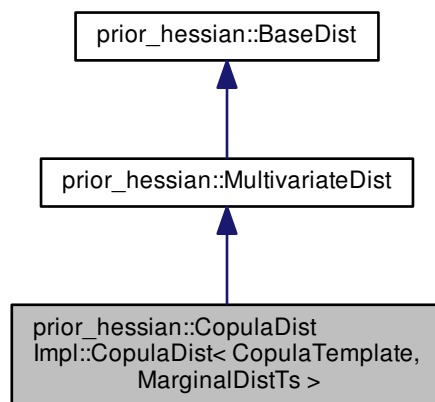 prior_hessian::BaseDist
prior_hessian::MultivariateDist
prior_hessian::CopulaDist
Impl::CopulaDist< CopulaTemplate,
MarginalDistTs >